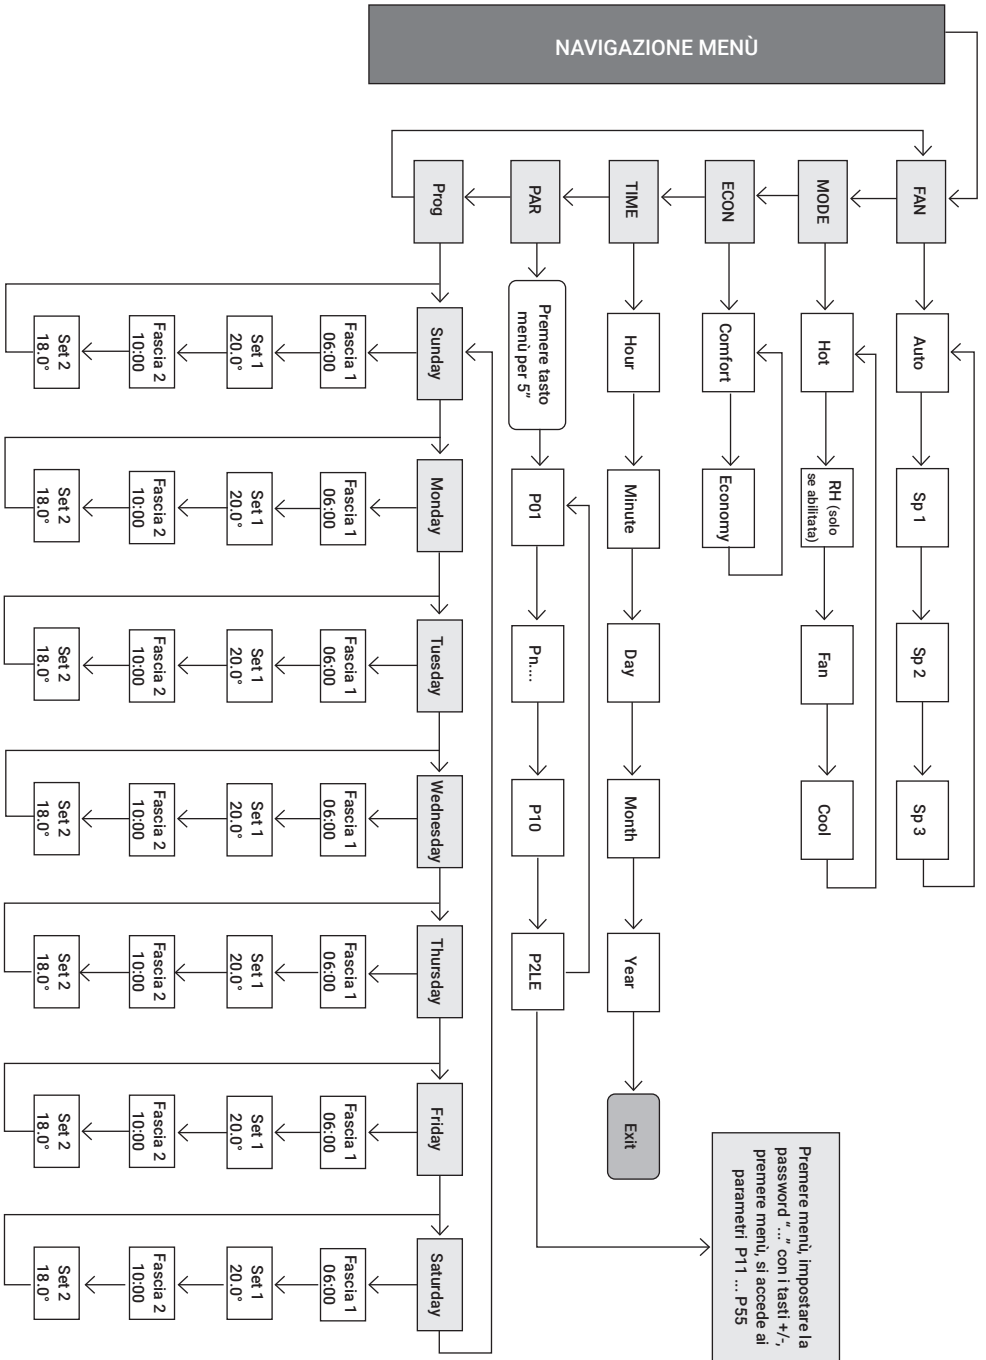 NAVIGAZIONE MENÙ
FAN
Auto
Sp 1
Sp 2
Sp 3
MODE
Hot
RH (solo
se abilitata)
Fan
Cool
ECON
Comfort
Economy
TIME
Hour
Minute
Day
Month
Year
Exit
PAR
Premere tasto
menù per 5”
P01
Pn....
P10
P2LE
Premere menù, impostare la
password “...” con i tasti +/-,
premere menù, si accede ai
parametri P11 ... P55
Prog
Sunday
Fascia 1
06:00
Set 1
20.0°
Fascia 2
10:00
Set 2
18.0°
Monday
Fascia 1
06:00
Set 1
20.0°
Fascia 2
10:00
Set 2
18.0°
Tuesday
Fascia 1
06:00
Set 1
20.0°
Fascia 2
10:00
Set 2
18.0°
Wednesday
Fascia 1
06:00
Set 1
20.0°
Fascia 2
10:00
Set 2
18.0°
Thursday
Fascia 1
06:00
Set 1
20.0°
Fascia 2
10:00
Set 2
18.0°
Friday
Fascia 1
06:00
Set 1
20.0°
Fascia 2
10:00
Set 2
18.0°
Saturday
Fascia 1
06:00
Set 1
20.0°
Fascia 2
10:00
Set 2
18.0°